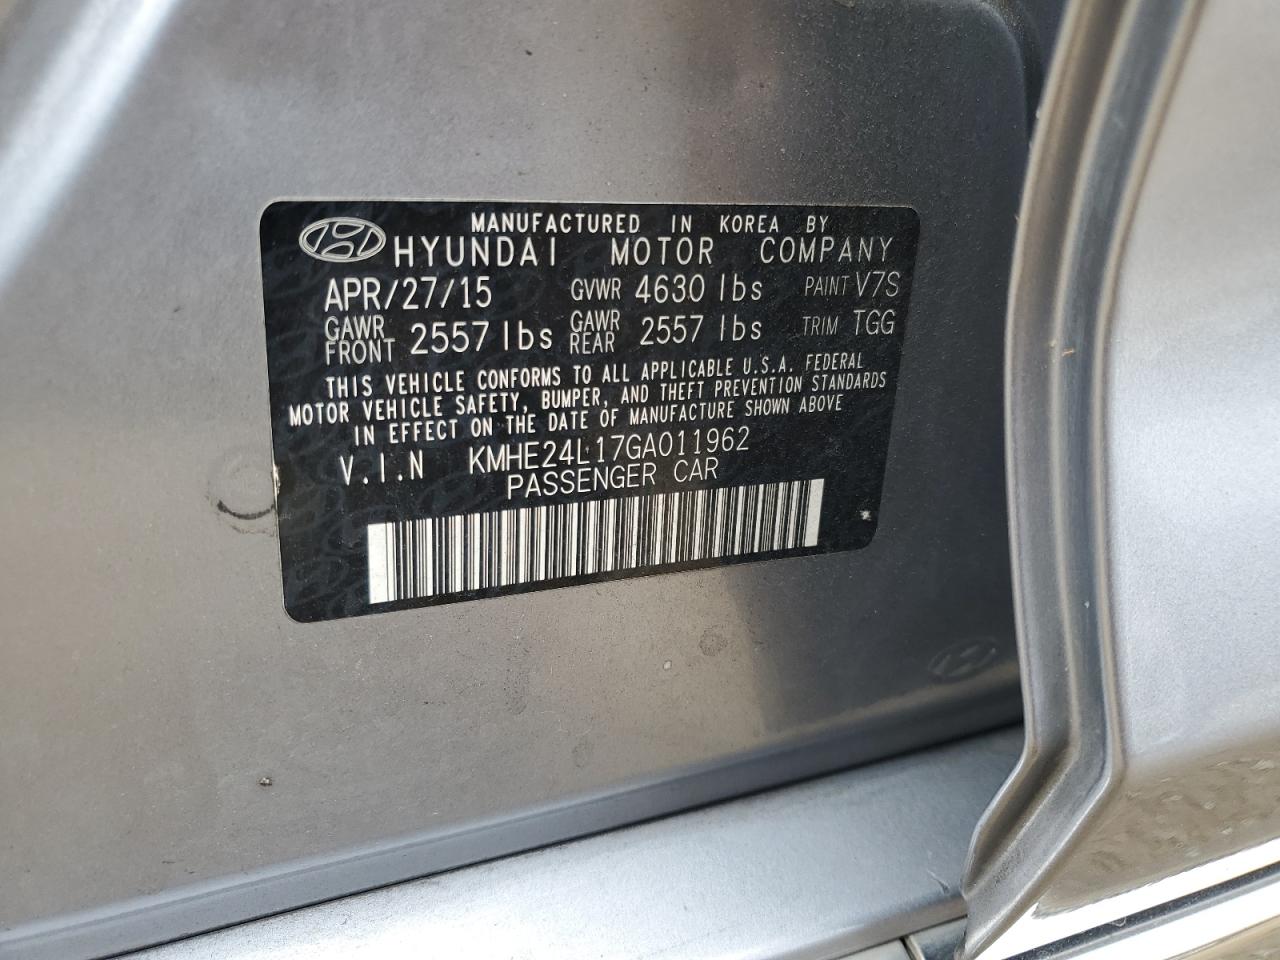 MANUFACTURED IN KOREA BY
HYUNDAI MOTOR COMPANY
APR/27/15 GVWR 4630 lbs PAINT V7S
GAWR FRONT 2557 lbs GAWR REAR 2557 lbs TRIM TGG
THIS VEHICLE CONFORMS TO ALL APPLICABLE U.S.A. FEDERAL
MOTOR VEHICLE SAFETY, BUMPER, AND THEFT PREVENTION STANDARDS
IN EFFECT ON THE DATE OF MANUFACTURE SHOWN ABOVE
V.I.N KMHE24L17GA011962
PASSENGER CAR